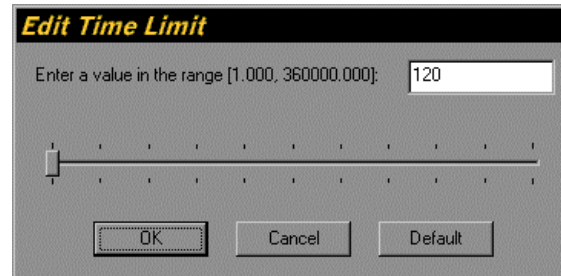 Edit Time Limit
Enter a value in the range [1.000, 360000.000]: 120
OK Cancel Default